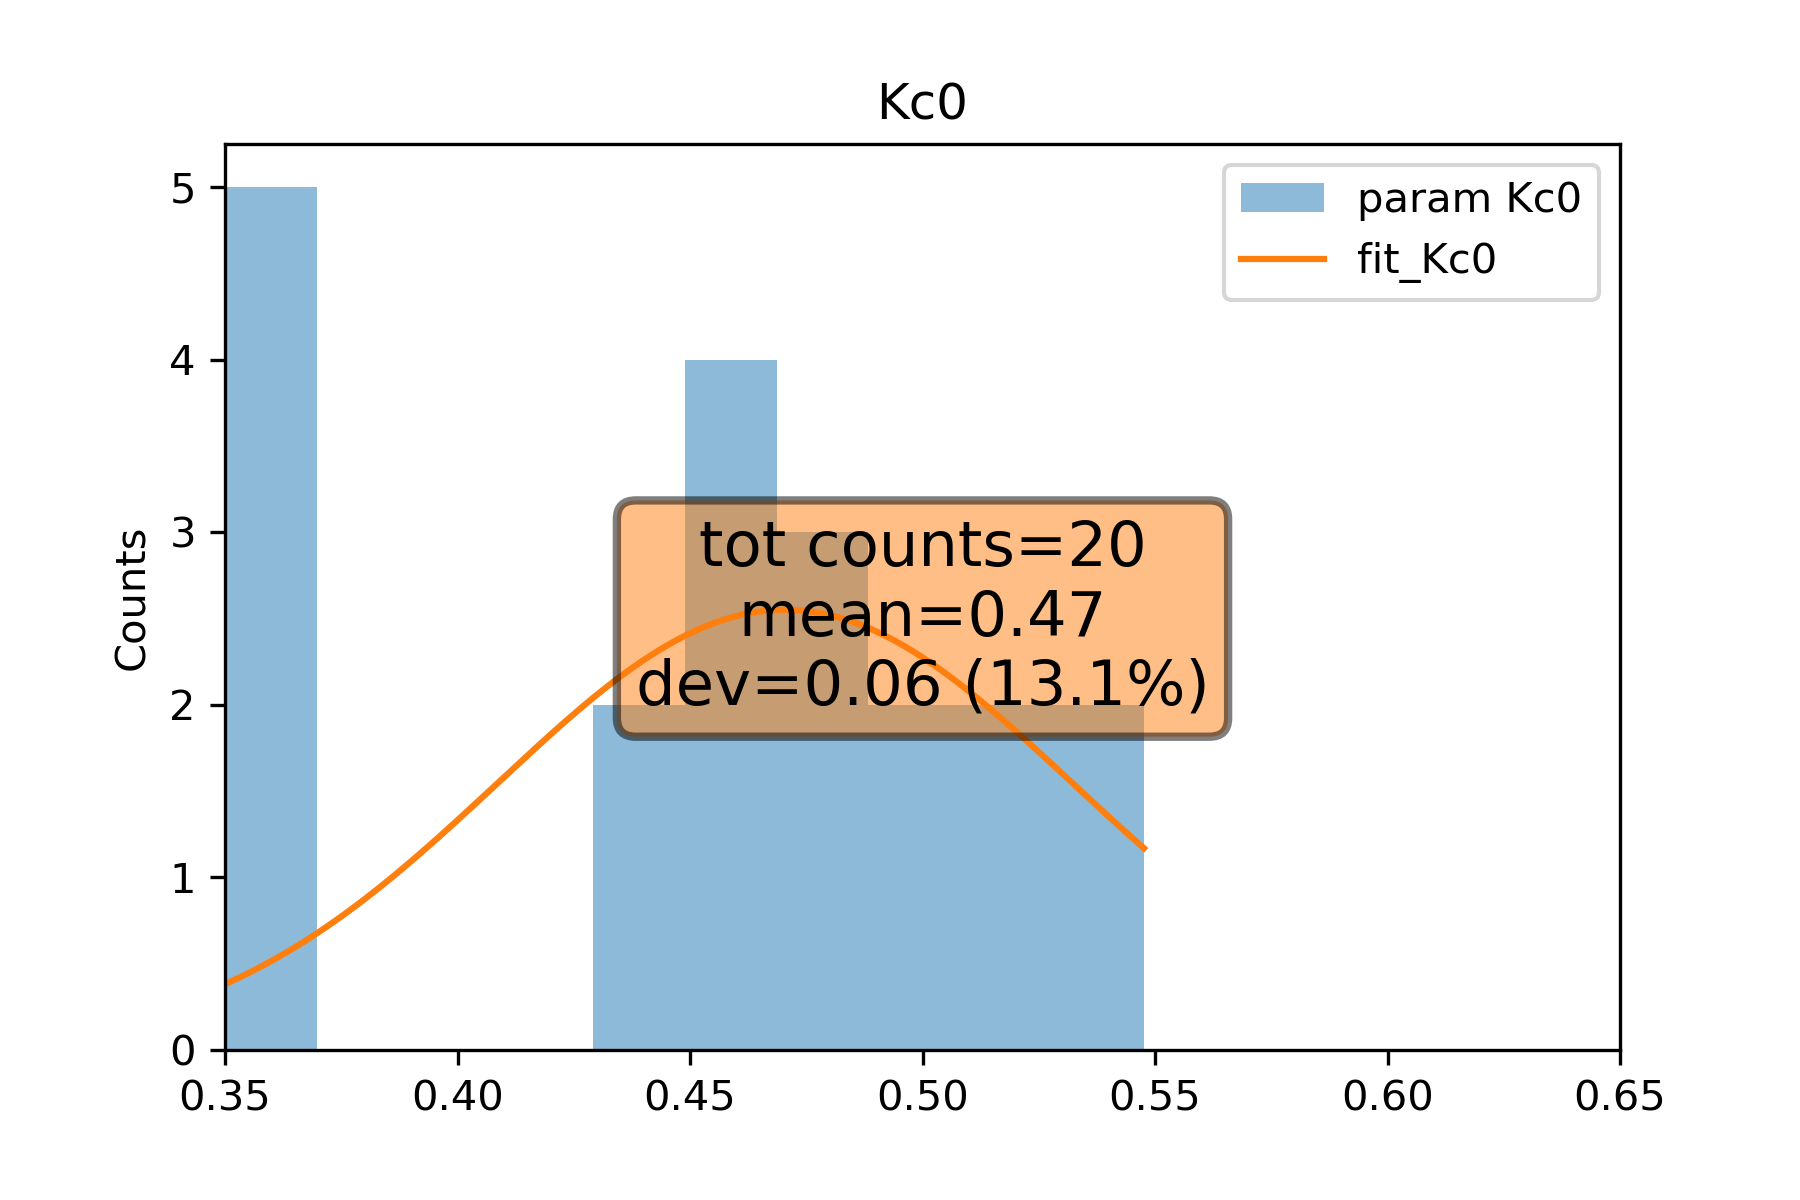 Kc0
param Kc0
fit_Kc0
5
4
3
2
1
0
Counts
tot counts=20
mean=0.47
dev=0.06 (13.1%)
0.35 0.40 0.45 0.50 0.55 0.60 0.65